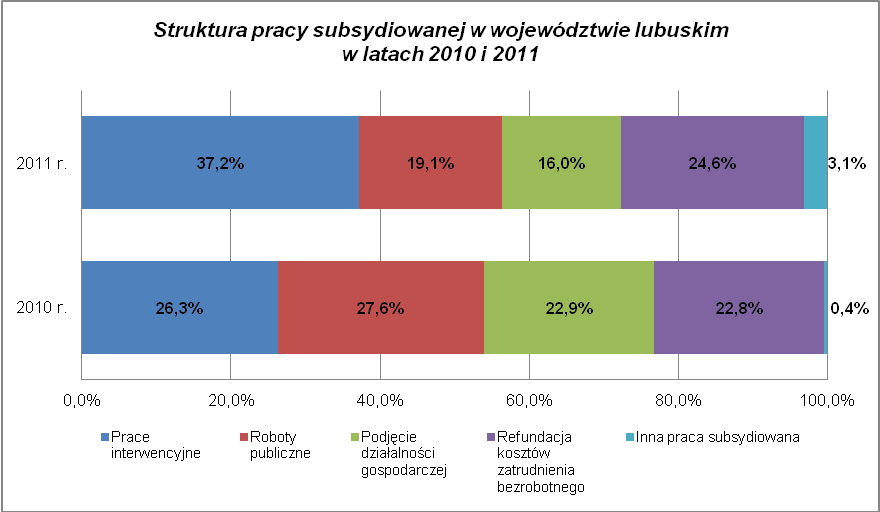 Struktura pracy subsydiowanej w województwie lubuskim
w latach 2010 i 2011
2011 r.
37,2%
19,1%
16,0%
24,6%
3,1%
2010 r.
26,3%
27,6%
22,9%
22,8%
0,4%
0,0%
20,0%
40,0%
60,0%
80,0%
100,0%
Prace
interwencyjne
Roboty
publiczne
Podjęcie
działalności
gospodarczej
Refundacja
kosztów
zatrudnienia
bezrobotnego
Inna praca subsydiowana